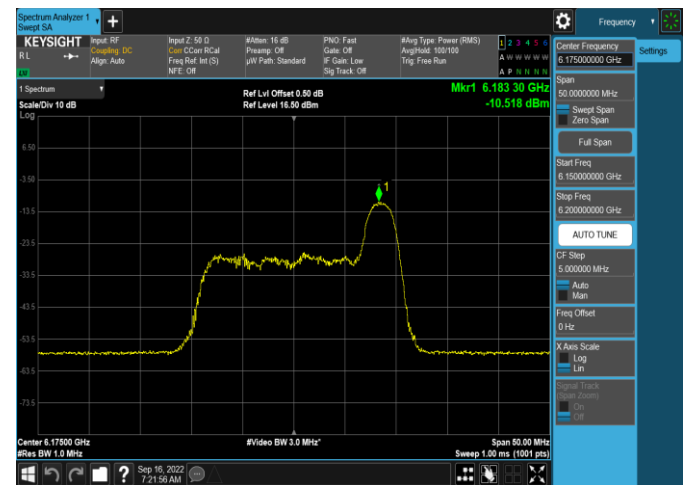 Spectrum Analyzer 1
Swept SA
+
Frequency
KEYSIGHT
RL
Input: RF
Coupling: DC
Align: Auto
Input Z: 50 Ω
Corr CCorr RCal
Freq Ref: Int (S)
NFE: Off
#Atten: 16 dB
Preamp: Off
µW Path: Standard
PNO: Fast
Gate: Off
IF Gain: Low
Sig Track: Off
#Avg Type: Power (RMS)
Avg|Hold: 100/100
Trig: Free Run
1 2 3 4 5 6
A W W W W W
A P N N N N
Center Frequency
6.175000000 GHz
Settings
Span
50.0000000 MHz
Swept Span
Zero Span
Full Span
Start Freq
6.150000000 GHz
Stop Freq
6.200000000 GHz
AUTO TUNE
CF Step
5.000000 MHz
Auto
Man
Freq Offset
0 Hz
X Axis Scale
Log
Lin
Signal Track
(Span Zoom)
On
Off
1 Spectrum
Scale/Div 10 dB
Log
Ref Lvl Offset 0.50 dB
Ref Level 16.50 dBm
Mkr1 6.183 30 GHz
-10.518 dBm
6.50
-3.50
-13.5
-23.5
-33.5
-43.5
-53.5
-63.5
-73.5
1
Center 6.17500 GHz
#Res BW 1.0 MHz
#Video BW 3.0 MHz*
Span 50.00 MHz
Sweep 1.00 ms (1001 pts)
?
Sep 16, 2022
7:21:56 AM